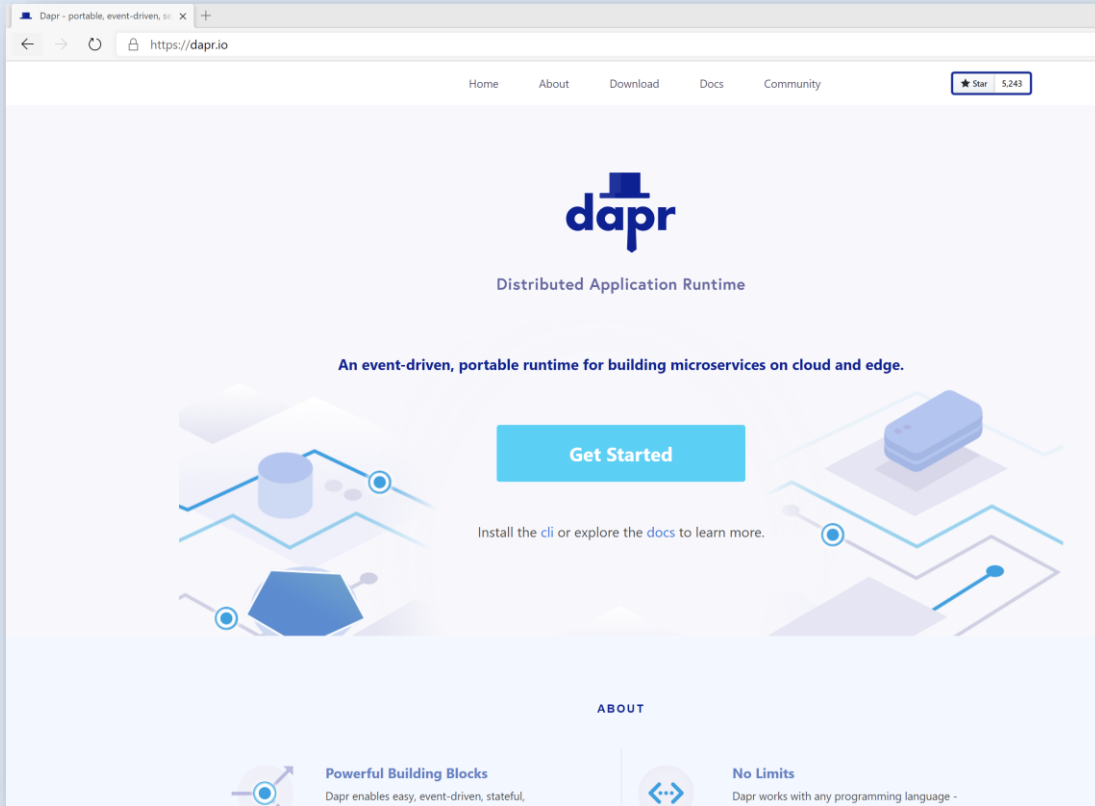 Dapr - portable, event-driven, se
https://dapr.io
Home About Download Docs Community Star 5,243
dapr
Distributed Application Runtime
An event-driven, portable runtime for building microservices on cloud and edge.
Get Started
Install the cli or explore the docs to learn more.
ABOUT
Powerful Building Blocks
Dapr enables easy, event-driven, stateful,
No Limits
Dapr works with any programming language -